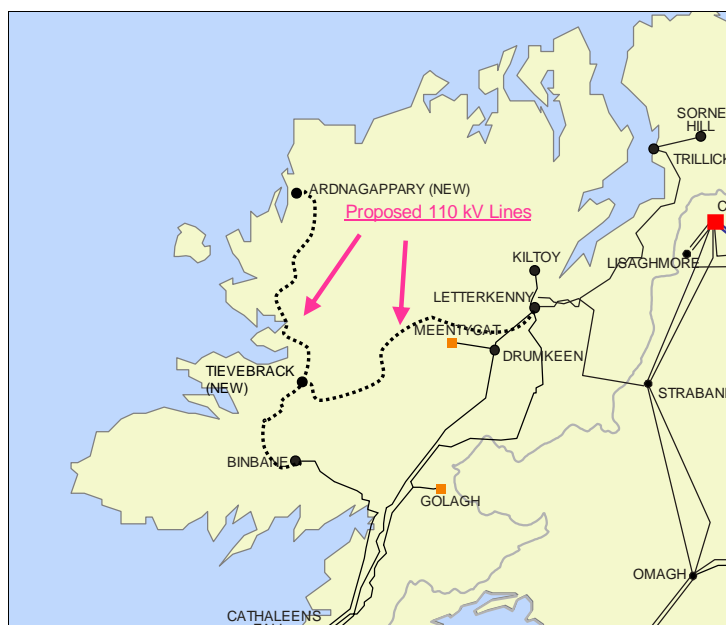 SORNE
HILL
TRILLICK
ARDNAGAPPARY (NEW)
Proposed 110 kV Lines
C
KILTOY
LISAGHMORE
LETTERKENNY
MEENTYCAT
DRUMKEEN
TIEVEBRACK
(NEW)
STRABANE
BINBANE
GOLAGH
OMAGH
CATHALEENS